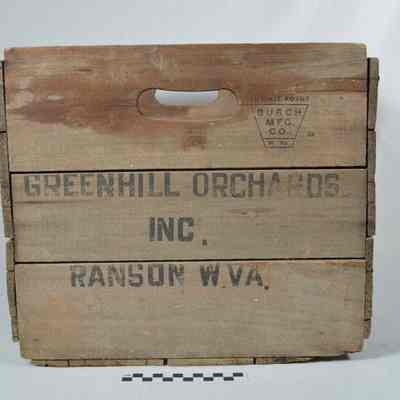 BURCH
MFG.
CO.
GREENHILL ORCHARDS
INC.
RANSON W.VA.